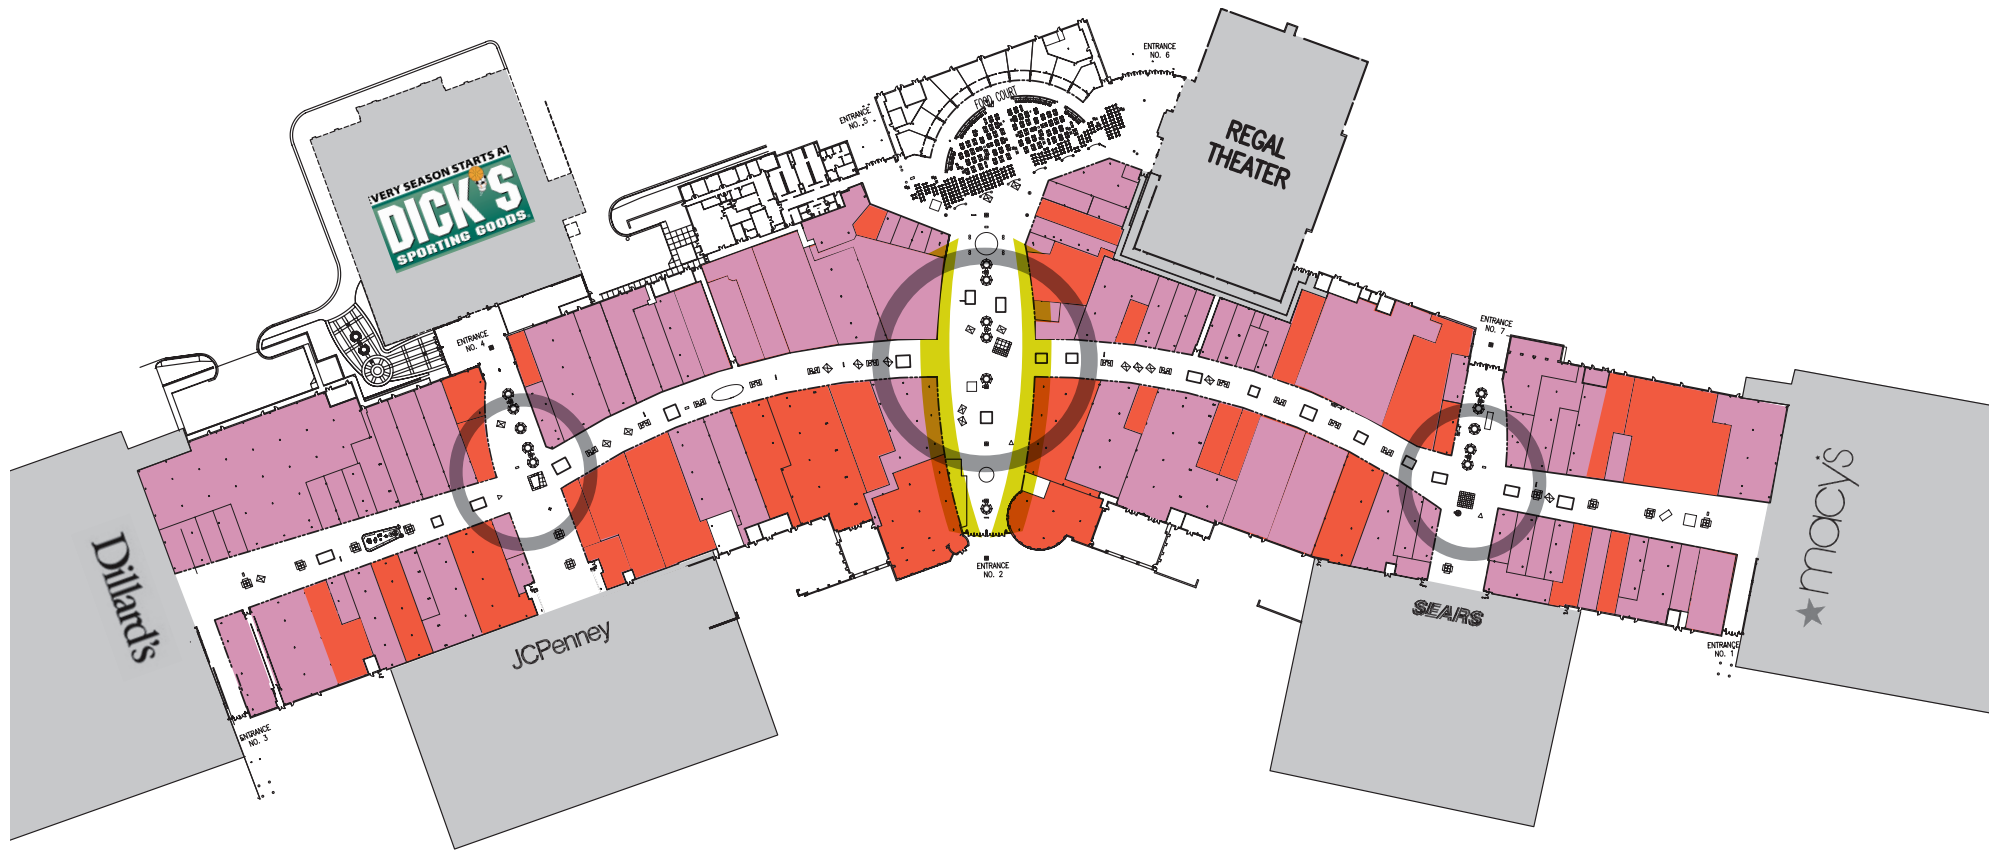 ENTRANCE
NO. 6
FOOD COURT
ENTRANCE
NO. 5
REGAL
THEATER
VERY SEASON STARTS AT
DICK'S
SPORTING GOODS
ENTRANCE
NO. 4
ENTRANCE
NO. 7
macy's
Dillard's
ENTRANCE
NO. 2
SEARS
JCPenney
ENTRANCE
NO. 1
ENTRANCE
NO. 3